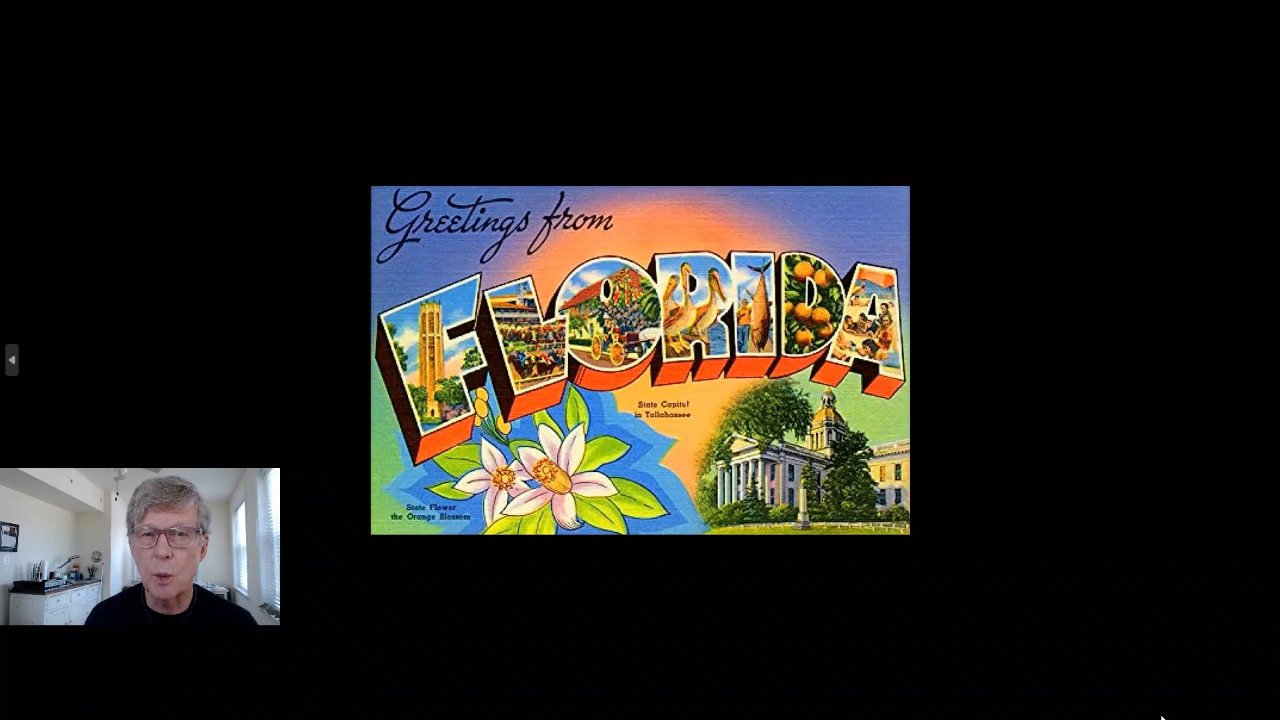 Greetings from
FLORIDA
State Capitol
in Tallahassee
State Flower
the Orange Blossom